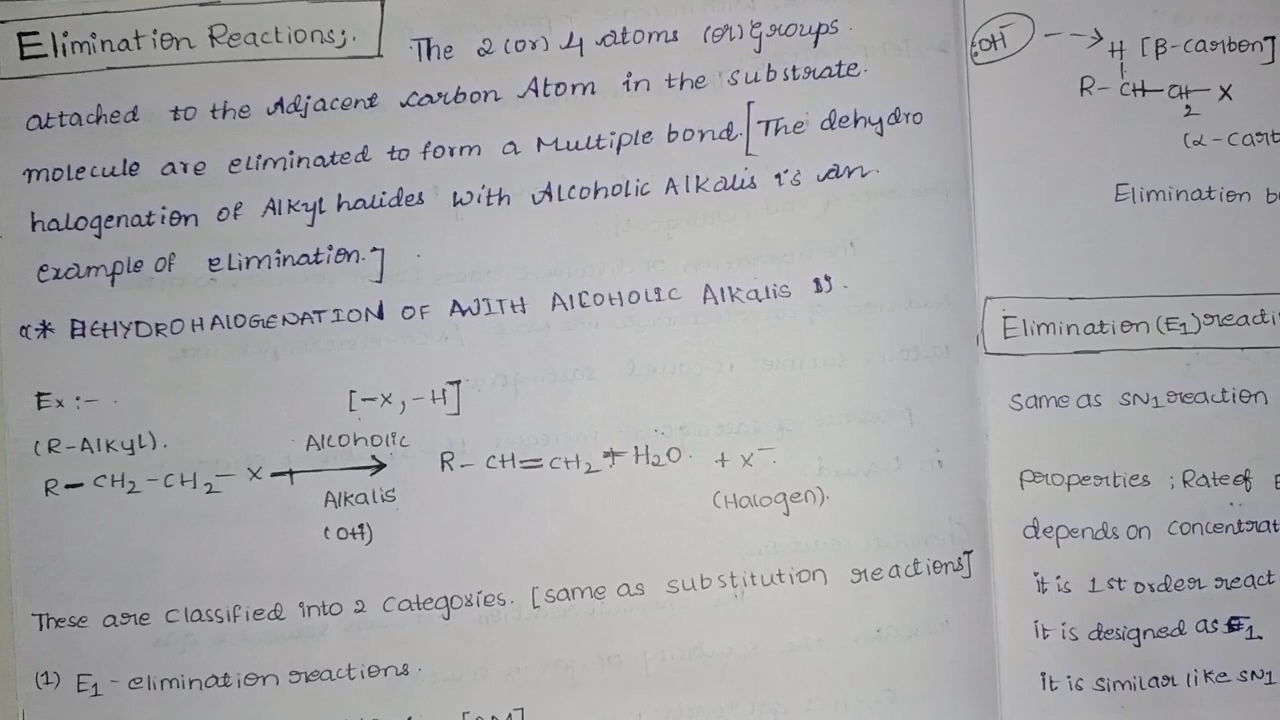 Elimination Reactions;.
The 2 (or) 4 atoms (or) Groups.
attached to the Adjacent carbon Atom in the substrate.
molecule are eliminated to form a Multiple bond. [The dehydro
halogenation of Alkyl halides with Alcoholic Alkalis is an.
example of elimination.]
DEHYDROHALOGENATION OF WITH AlCOHOLIC Alkalis
Ex :-
[-x, -H]
(R-Alkyl).
Alcoholic
R-CH2-CH2-X + ⟶ R-CH=CH2 + H2O. + x⁻.
Alkalis
(Halogen).
(OH)
These are classified into 2 categories. [same as substitution reactions]
(1) E1 - elimination reactions.
:OH⁻ --→ H [β-carbon]
R-CH-CH2-X
(α-car
Elimination b
Elimination (E1) reacti
Same as SN1 reaction
properties ; Rate of E
depends on concentrat
it is 1st order react
it is designed as E1
it is similar like SN1